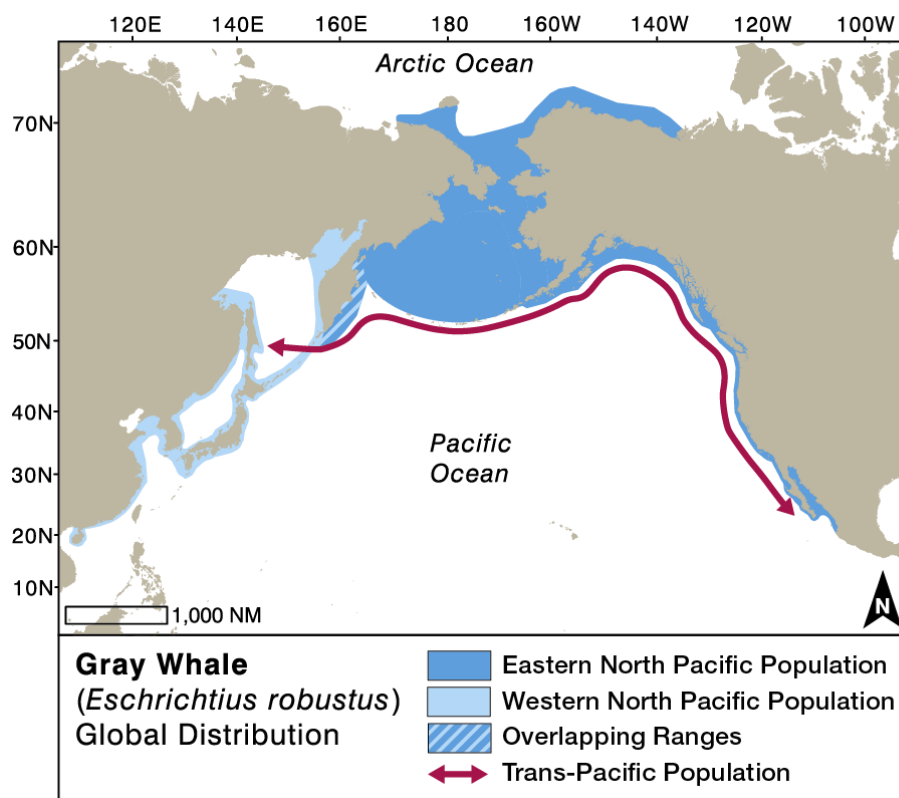 120E 140E 160E 180 160W 140W 120W 100W
Arctic Ocean
70N
60N
50N
40N
Pacific
Ocean
30N
20N
10N
1,000 NM
N
Gray Whale
(Eschrichtius robustus)
Global Distribution
Eastern North Pacific Population
Western North Pacific Population
Overlapping Ranges
Trans-Pacific Population